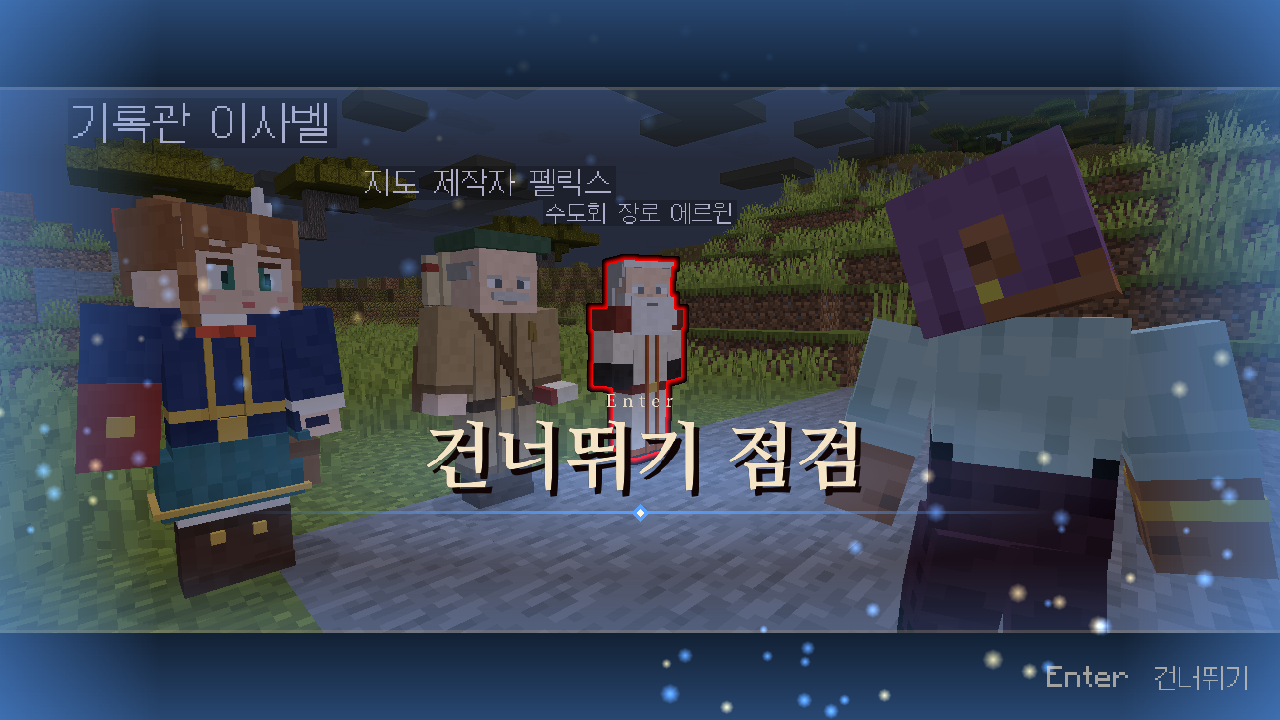 기록관 이사벨
지도 제작자 펠릭스
수도회 장로 에르윈
Enter
건너뛰기 점검
Enter 건너뛰기